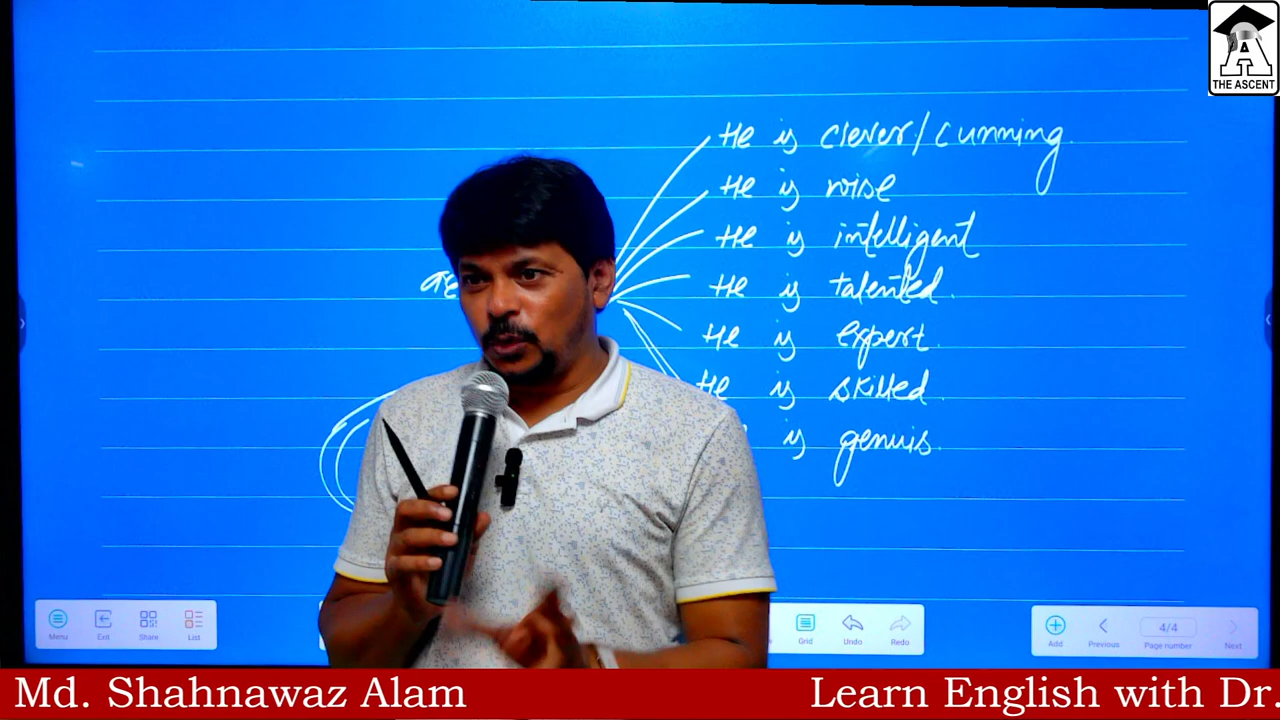 THE ASCENT
He is clever/cunning.
He is wise
He is intelligent
He is talented.
He is expert.
He is skilled.
is genuis.
Menu
Exit
Share
List
Grid
Undo
Redo
Add
Previous
4/4
Page number
Next
Md. Shahnawaz Alam
Learn English with Dr.